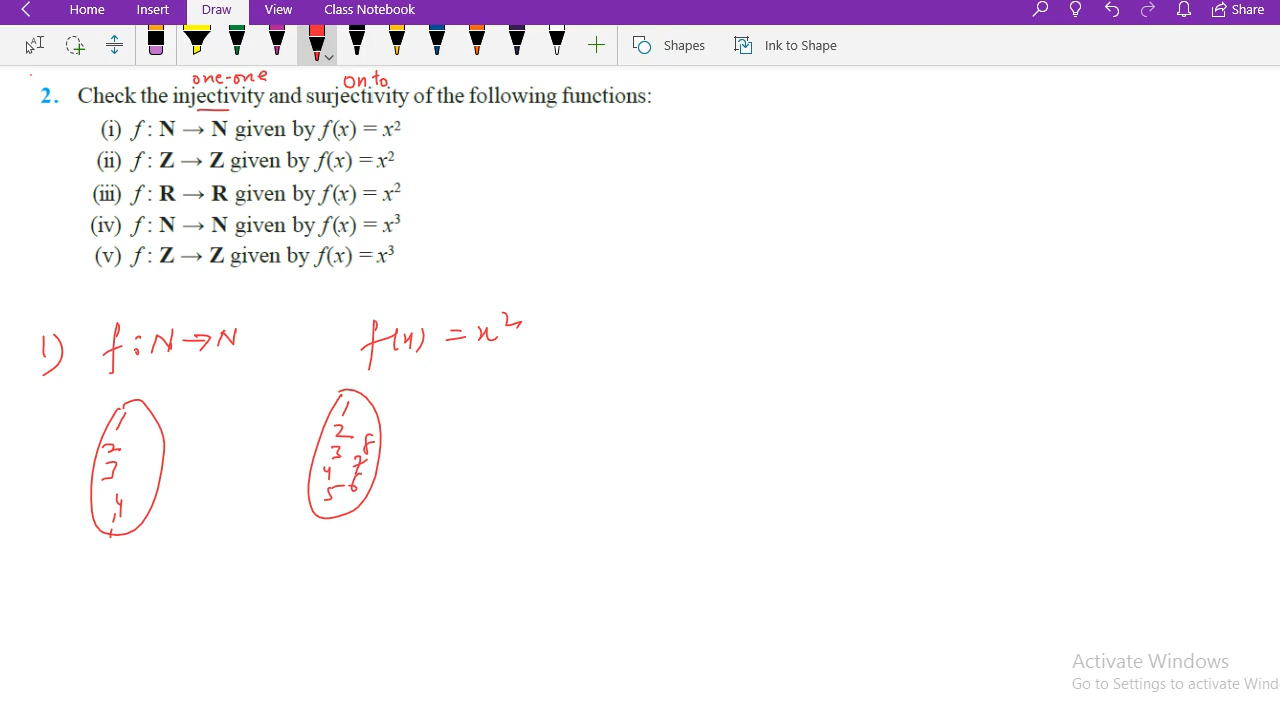 Home Insert Draw View Class Notebook Share
Shapes Ink to Shape
one-one onto
2. Check the injectivity and surjectivity of the following functions:
(i) f : N → N given by f(x) = x²
(ii) f : Z → Z given by f(x) = x²
(iii) f : R → R given by f(x) = x²
(iv) f : N → N given by f(x) = x³
(v) f : Z → Z given by f(x) = x³
1) f : N → N f(x) = x²
1 1
2 2 8
3 3 7
4 4 6
5
Activate Windows
Go to Settings to activate Wind